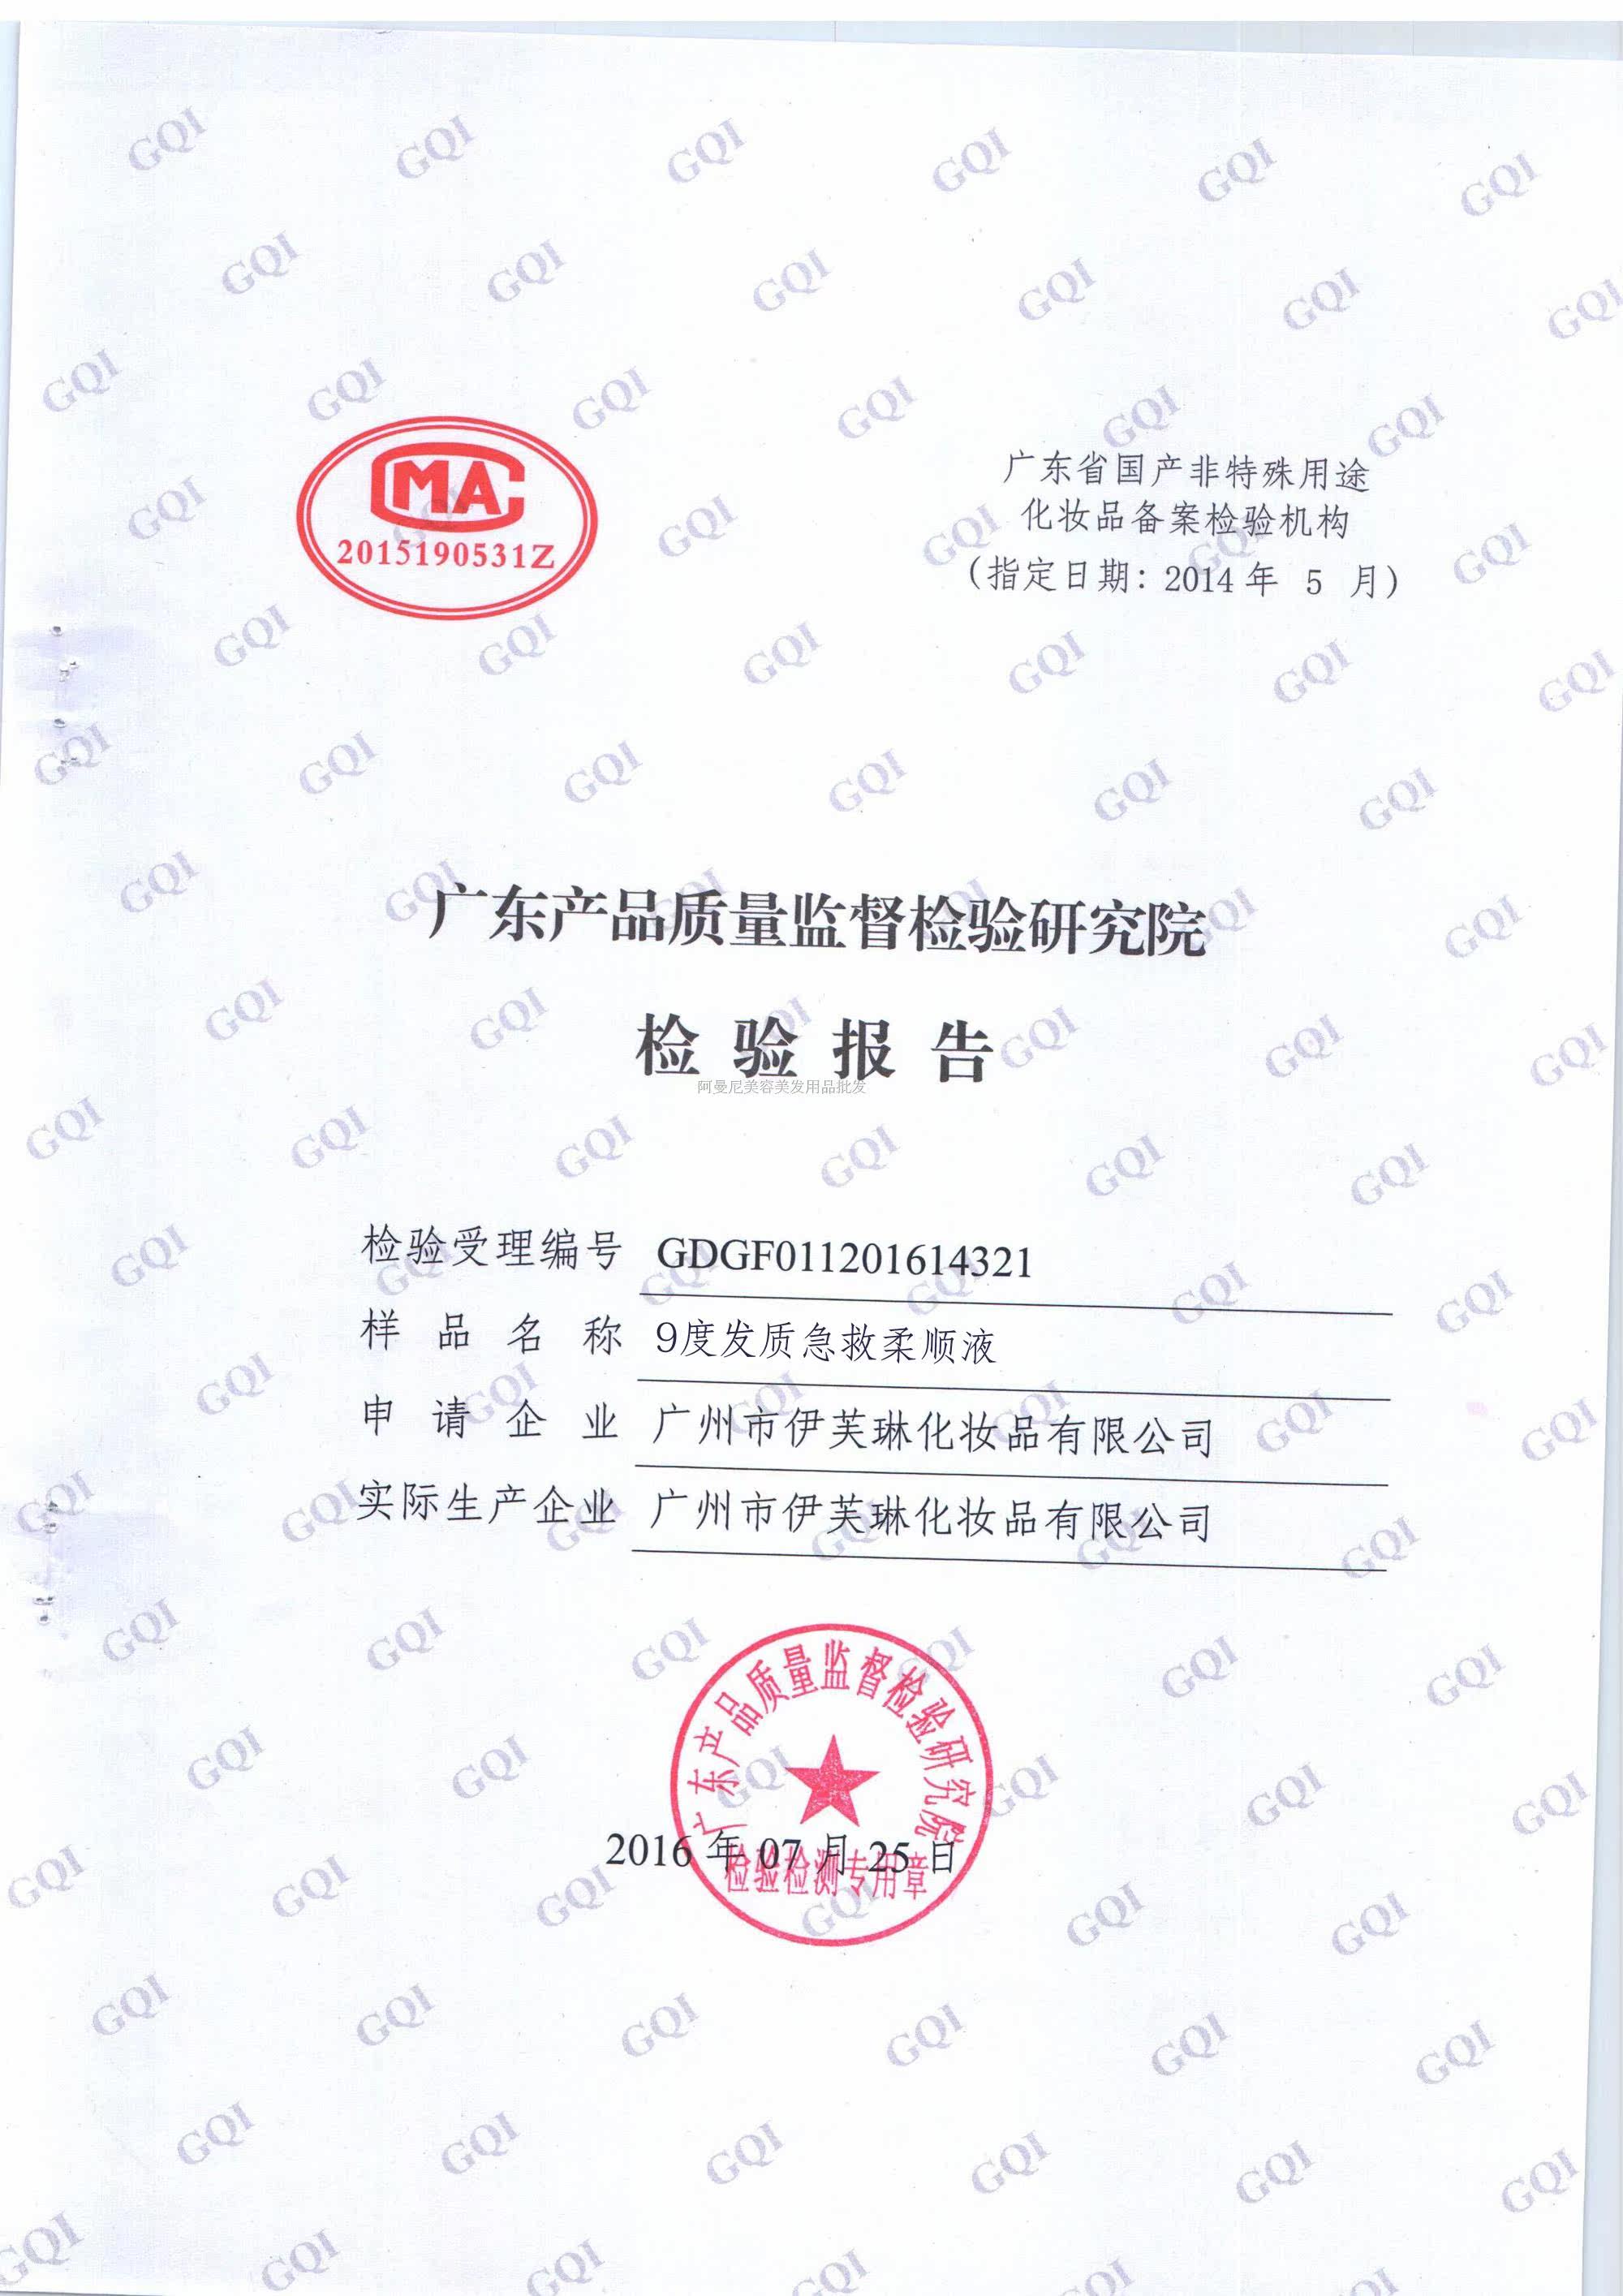 CMA
2015190531Z
广东省国产非特殊用途
化妆品备案检验机构
(指定日期: 2014 年 5 月)
广东产品质量监督检验研究院
检验报告
阿曼尼美容美发用品批发
检验受理编号 GDGF011201614321
样品名称 9度发质急救柔顺液
申请企业 广州市伊芙琳化妆品有限公司
实际生产企业 广州市伊芙琳化妆品有限公司
广东产品质量监督检验研究院
2016 年 07 月 25 日
检验检测专用章
GQI